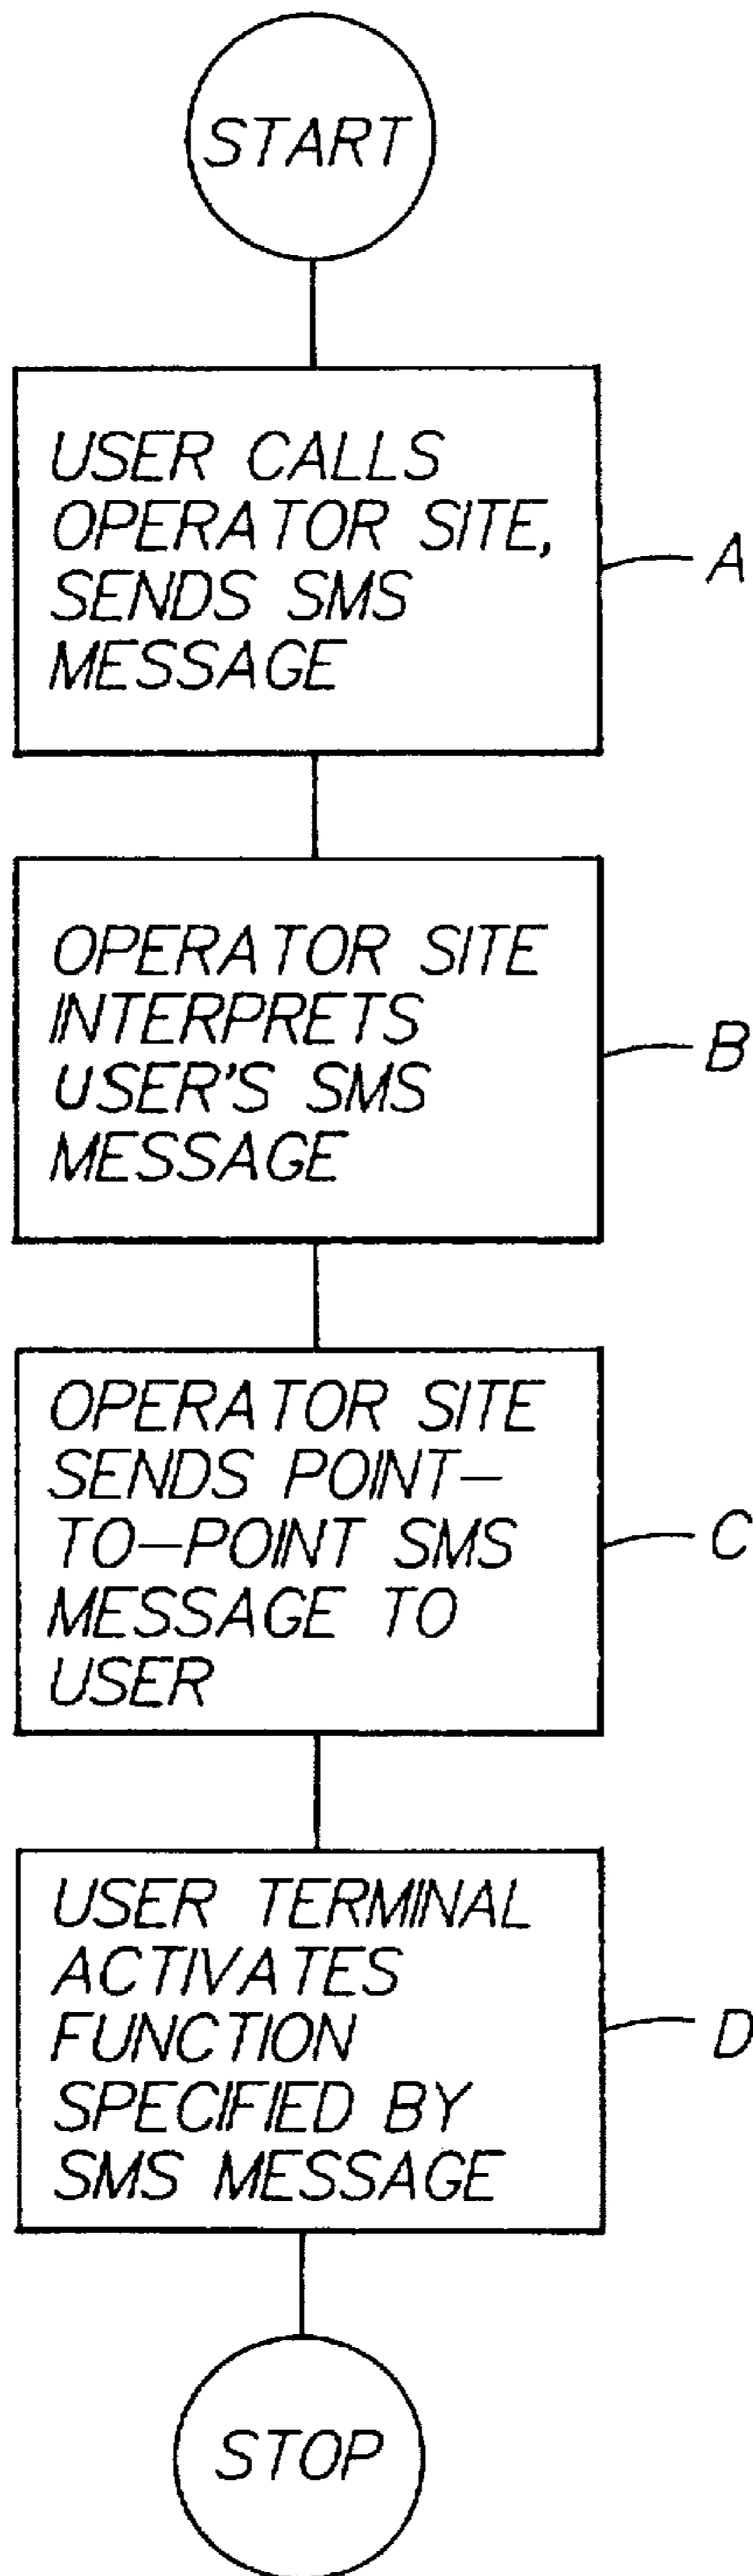 START
USER CALLS
OPERATOR SITE,
SENDS SMS
MESSAGE
A
OPERATOR SITE
INTERPRETS
USER'S SMS
MESSAGE
B
OPERATOR SITE
SENDS POINT–
TO–POINT SMS
MESSAGE TO
USER
C
USER TERMINAL
ACTIVATES
FUNCTION
SPECIFIED BY
SMS MESSAGE
D
STOP